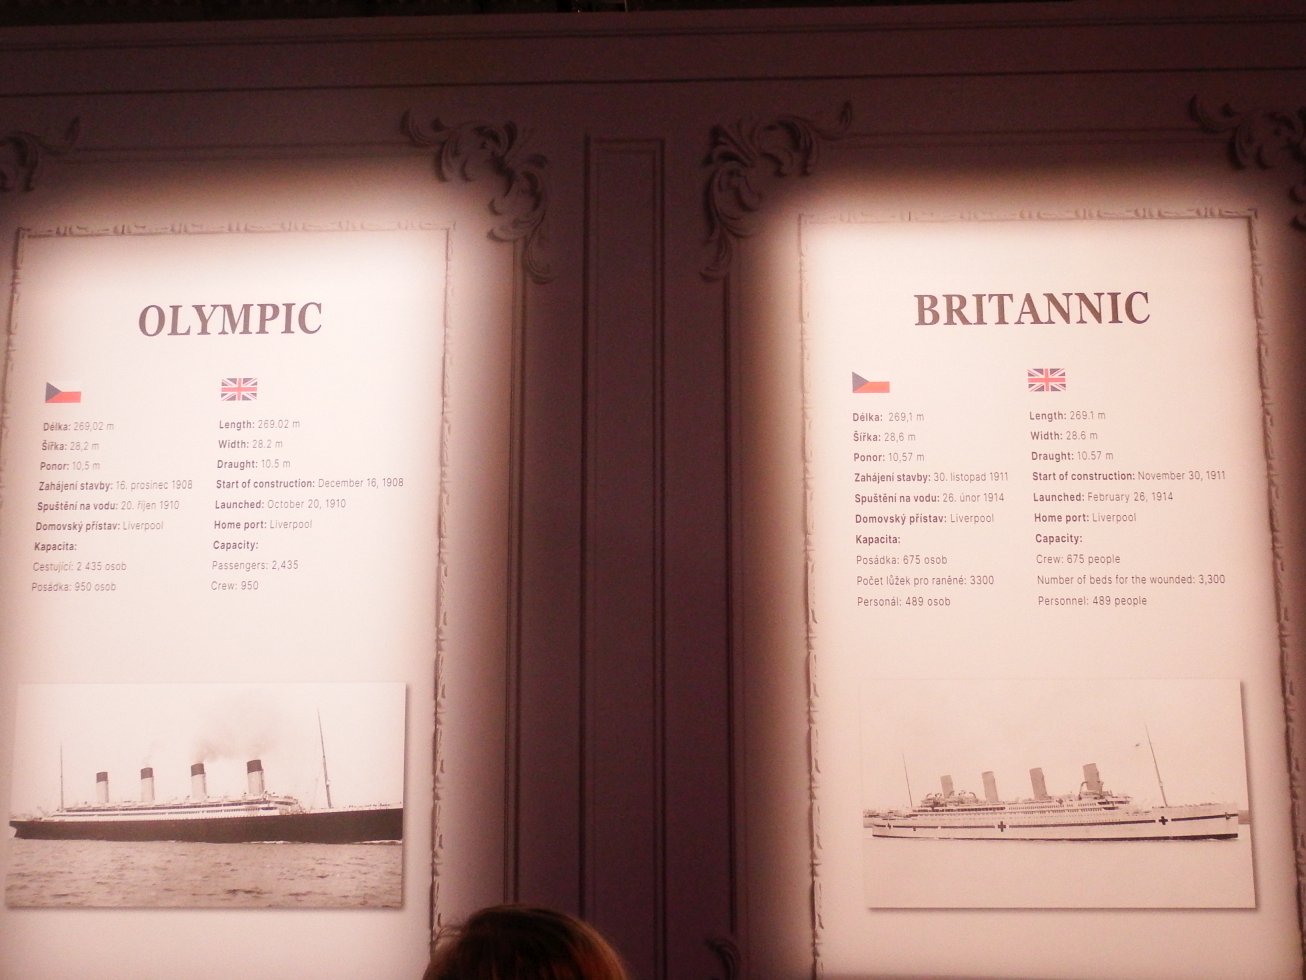 OLYMPIC
Délka: 269,02 m
Šířka: 28,2 m
Ponor: 10,5 m
Zahájení stavby: 16. prosinec 1908
Spuštění na vodu: 20. říjen 1910
Domovský přístav: Liverpool
Kapacita:
Cestující: 2 435 osob
Posádka: 950 osob
Length: 269.02 m
Width: 28.2 m
Draught: 10.5 m
Start of construction: December 16, 1908
Launched: October 20, 1910
Home port: Liverpool
Capacity:
Passengers: 2,435
Crew: 950
BRITANNIC
Délka: 269,1 m
Šířka: 28,6 m
Ponor: 10,57 m
Zahájení stavby: 30. listopad 1911
Spuštění na vodu: 26. únor 1914
Domovský přístav: Liverpool
Kapacita:
Posádka: 675 osob
Počet lůžek pro raněné: 3300
Personál: 489 osob
Length: 269.1 m
Width: 28.6 m
Draught: 10.57 m
Start of construction: November 30, 1911
Launched: February 26, 1914
Home port: Liverpool
Capacity:
Crew: 675 people
Number of beds for the wounded: 3,300
Personnel: 489 people